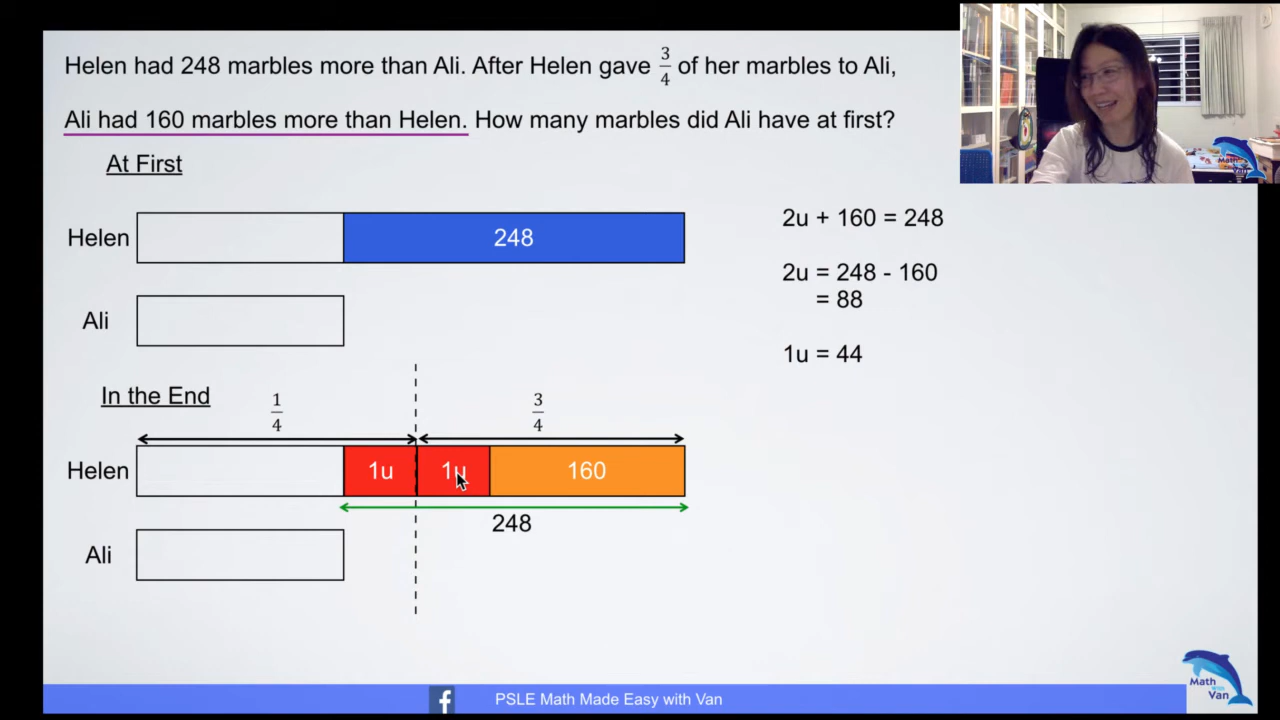 Helen had 248 marbles more than Ali. After Helen gave 3/4 of her marbles to Ali,
Ali had 160 marbles more than Helen. How many marbles did Ali have at first?
At First
Helen 248
Ali
2u + 160 = 248
2u = 248 - 160
= 88
1u = 44
In the End
1/4 3/4
Helen 1u 1u 160
248
Ali
f PSLE Math Made Easy with Van
Math with Van
Math Van